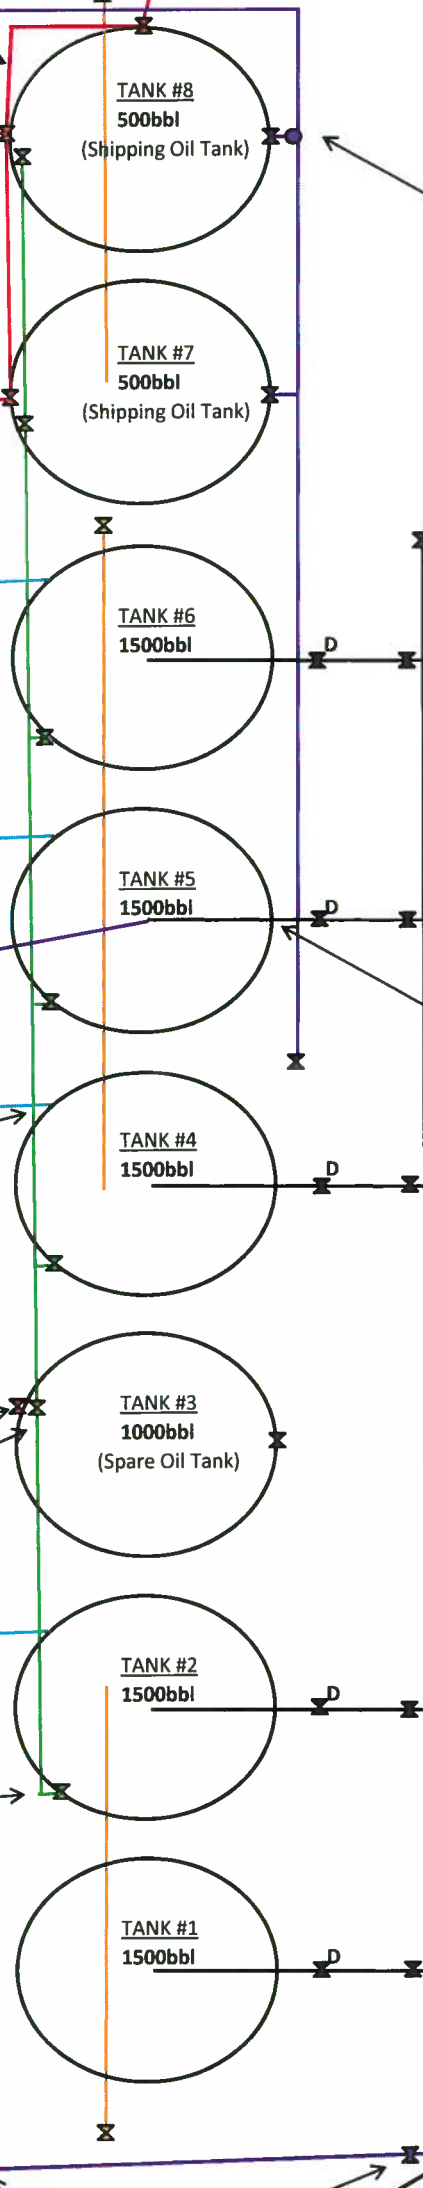 TANK #8
500bbl
(Shipping Oil Tank)
TANK #7
500bbl
(Shipping Oil Tank)
TANK #6
1500bbl
D
TANK #5
1500bbl
D
TANK #4
1500bbl
D
TANK #3
1000bbl
(Spare Oil Tank)
TANK #2
1500bbl
D
TANK #1
1500bbl
D